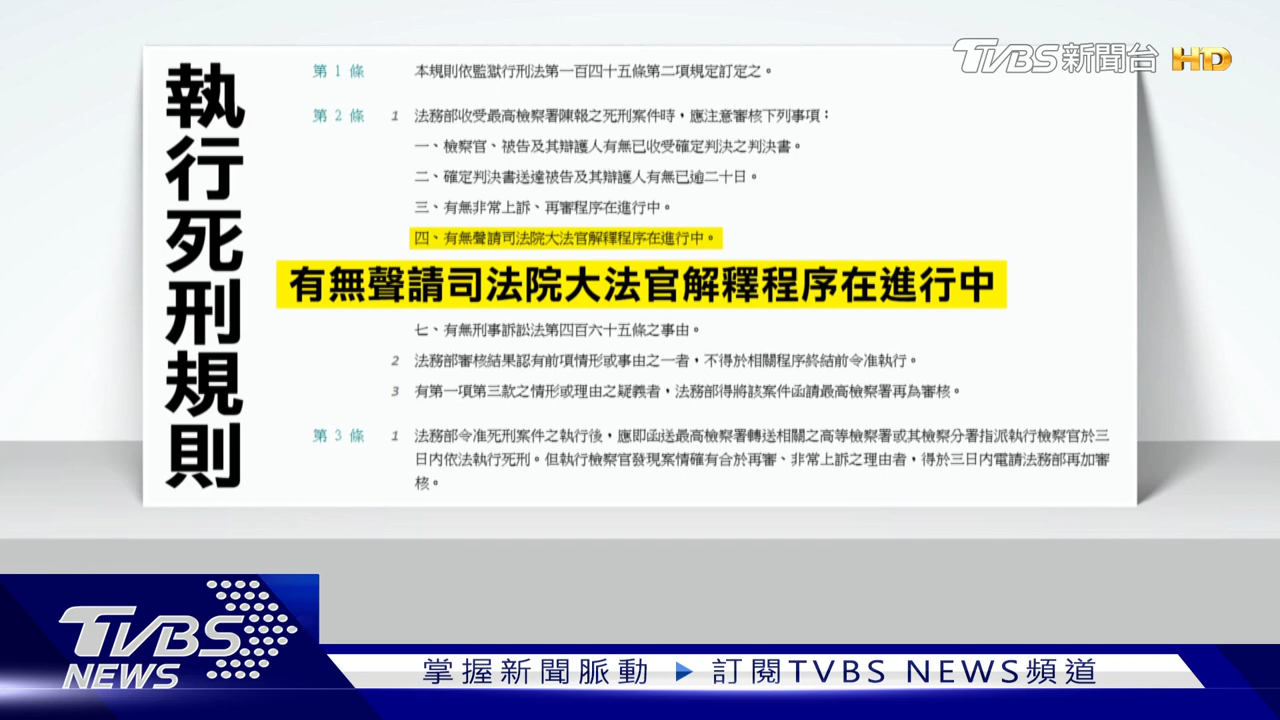 TVBS新聞台 HD
執行死刑規則
第 1 條 本規則依監獄行刑法第一百四十五條第二項規定訂定之。
第 2 條 1 法務部收受最高檢察署陳報之死刑案件時，應注意審核下列事項：
一、檢察官、被告及其辯護人有無已收受確定判決之判決書。
二、確定判決書送達被告及其辯護人有無已逾二十日。
三、有無非常上訴、再審程序在進行中。
四、有無聲請司法院大法官解釋程序在進行中。
有無聲請司法院大法官解釋程序在進行中
七、有無刑事訴訟法第四百六十五條之事由。
2 法務部審核結果認有前項情形或事由之一者，不得於相關程序終結前令准執行。
3 有第一項第三款之情形或理由之疑義者，法務部得將該案件函請最高檢察署再為審核。
第 3 條 1 法務部令准死刑案件之執行後，應即函送最高檢察署轉送相關之高等檢察署或其檢察分署指派執行檢察官於三
日內依法執行死刑。但執行檢察官發現案情確有合於再審、非常上訴之理由者，得於三日內電請法務部再加審
核。
TVBS
NEWS
掌握新聞脈動 ▶ 訂閱TVBS NEWS頻道